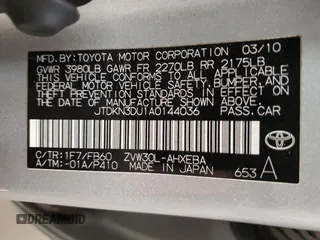 MFD.BY: TOYOTA MOTOR CORPORATION 03/10
GVWR 3980LB GAWR FR 2270LB RR 2175LB
THIS VEHICLE CONFORMS TO ALL APPLICABLE
FEDERAL MOTOR VEHICLE SAFETY, BUMPER, AND
THEFT PREVENTION STANDARDS IN EFFECT ON THE
DATE OF MANUFACTURE SHOWN ABOVE.
JTDKN3DU1A0144036 PASS.CAR
C/TR: 1F7/FB60 ZVW30L-AHXEBA
A/TM: -01A/P410 MADE IN JAPAN 653 A
DREAMBID